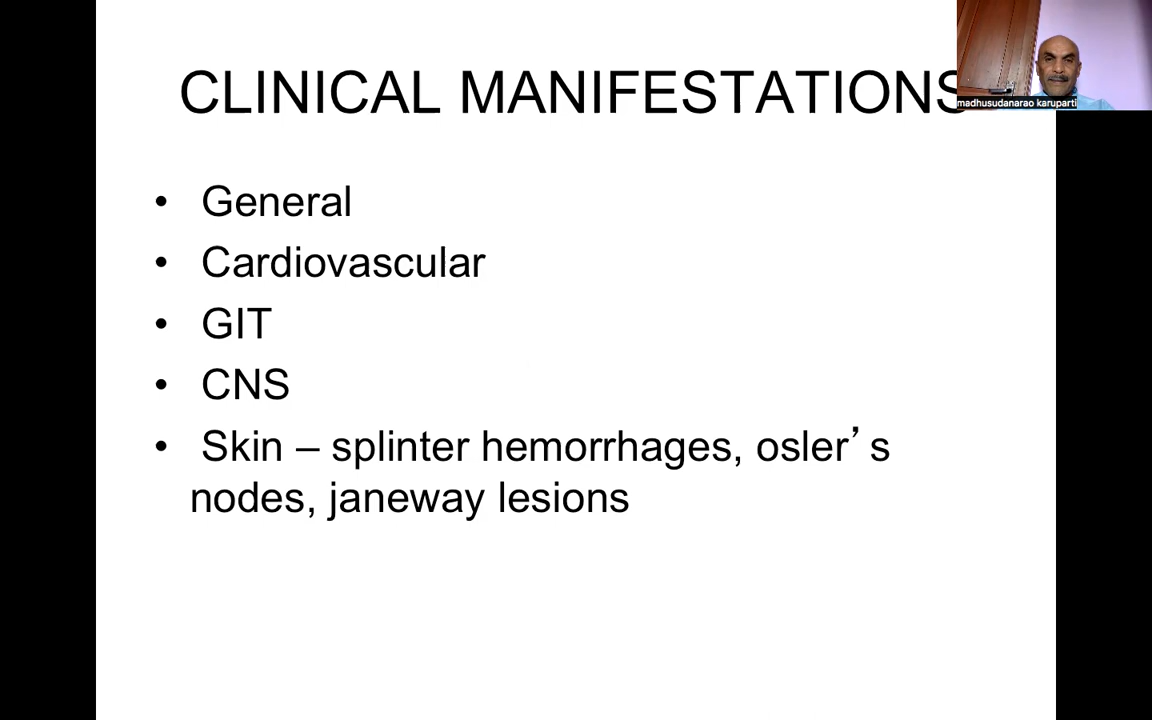 CLINICAL MANIFESTATIONS
madhusudanarao karuparti
• General
• Cardiovascular
• GIT
• CNS
• Skin – splinter hemorrhages, osler’s
nodes, janeway lesions